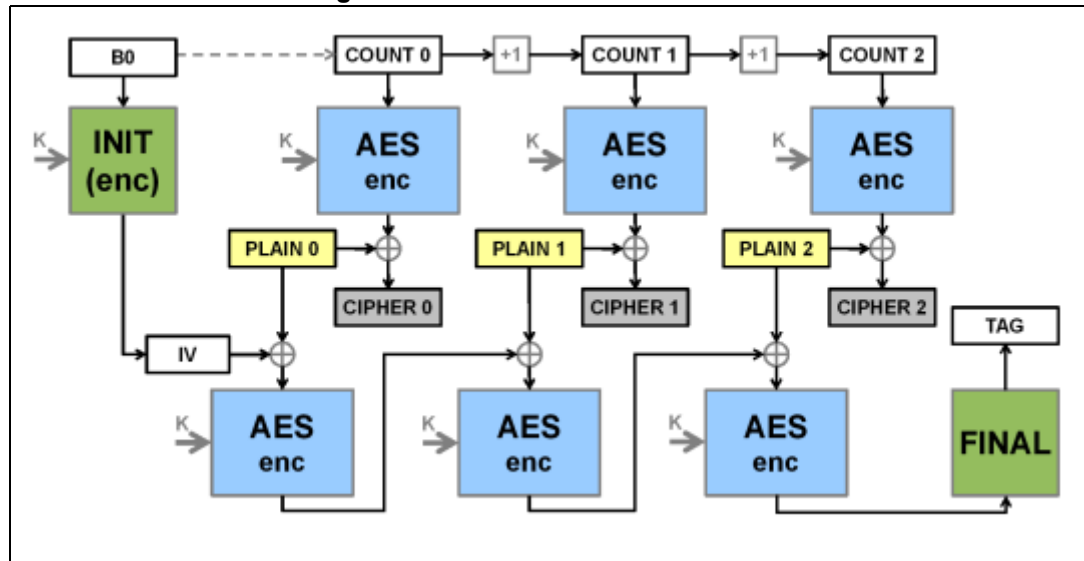 B0
COUNT 0
+1
COUNT 1
+1
COUNT 2
K
INIT
(enc)
K
AES
enc
K
AES
enc
K
AES
enc
PLAIN 0
PLAIN 1
PLAIN 2
CIPHER 0
CIPHER 1
CIPHER 2
IV
TAG
K
AES
enc
K
AES
enc
K
AES
enc
FINAL